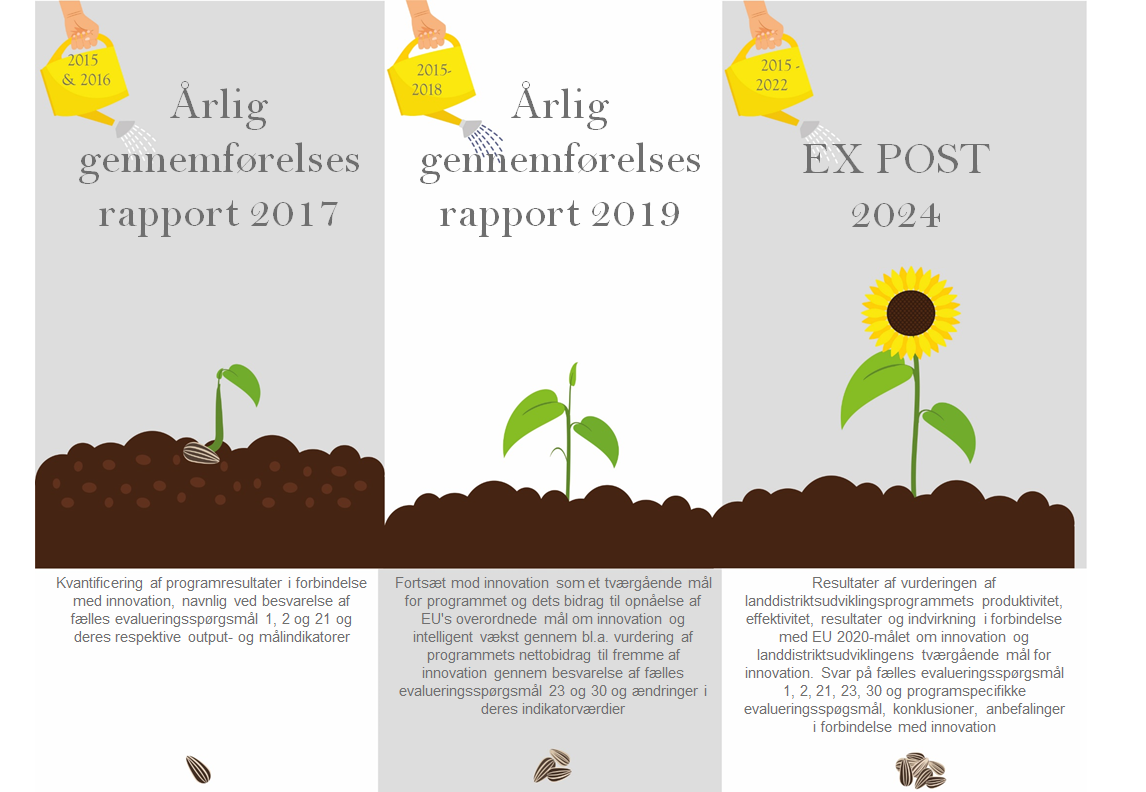 2015
& 2016
Årlig
gennemførelses
rapport 2017
Kvantificering af programresultater i forbindelse
med innovation, navnlig ved besvarelse af
fælles evalueringsspørgsmål 1, 2 og 21 og
deres respektive output- og målindikatorer
2015-
2018
Årlig
gennemførelses
rapport 2019
Fortsæt mod innovation som et tværgående mål
for programmet og dets bidrag til opnåelse af
EU's overordnede mål om innovation og
intelligent vækst gennem bl.a. vurdering af
programmets nettobidrag til fremme af
innovation gennem besvarelse af fælles
evalueringsspørgsmål 23 og 30 og ændringer i
deres indikatorværdier
2015 -
2022
EX POST
2024
Resultater af vurderingen af
landdistriktsudviklingsprogrammets produktivitet,
effektivitet, resultater og indvirkning i forbindelse
med EU 2020-målet om innovation og
landdistriktsudviklingens tværgående mål for
innovation. Svar på fælles evalueringsspørgsmål
1, 2, 21, 23, 30 og programspecifikke
evalueringsspøgsmål, konklusioner, anbefalinger
i forbindelse med innovation